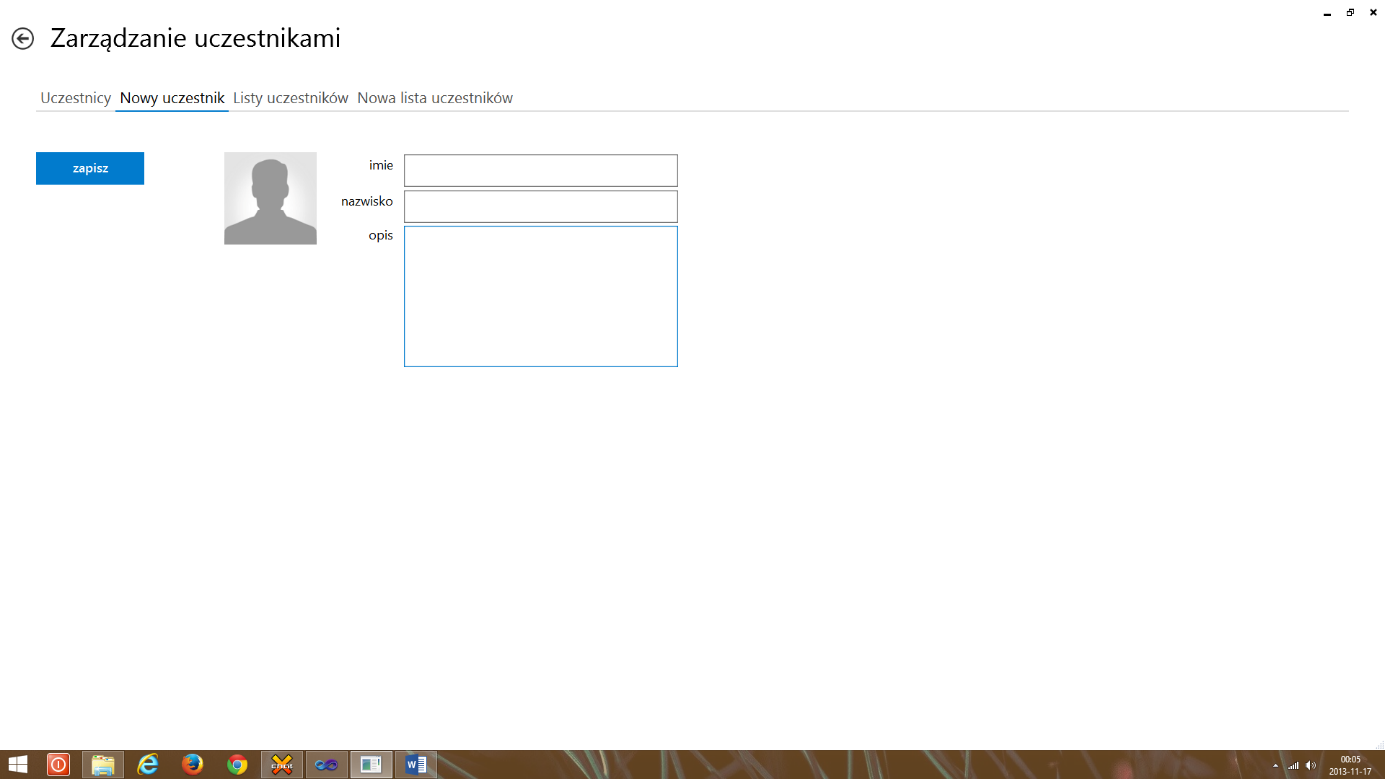 Zarządzanie uczestnikami
Uczestnicy Nowy uczestnik Listy uczestników Nowa lista uczestników
zapisz
imie
nazwisko
opis
00:05
2013-11-17